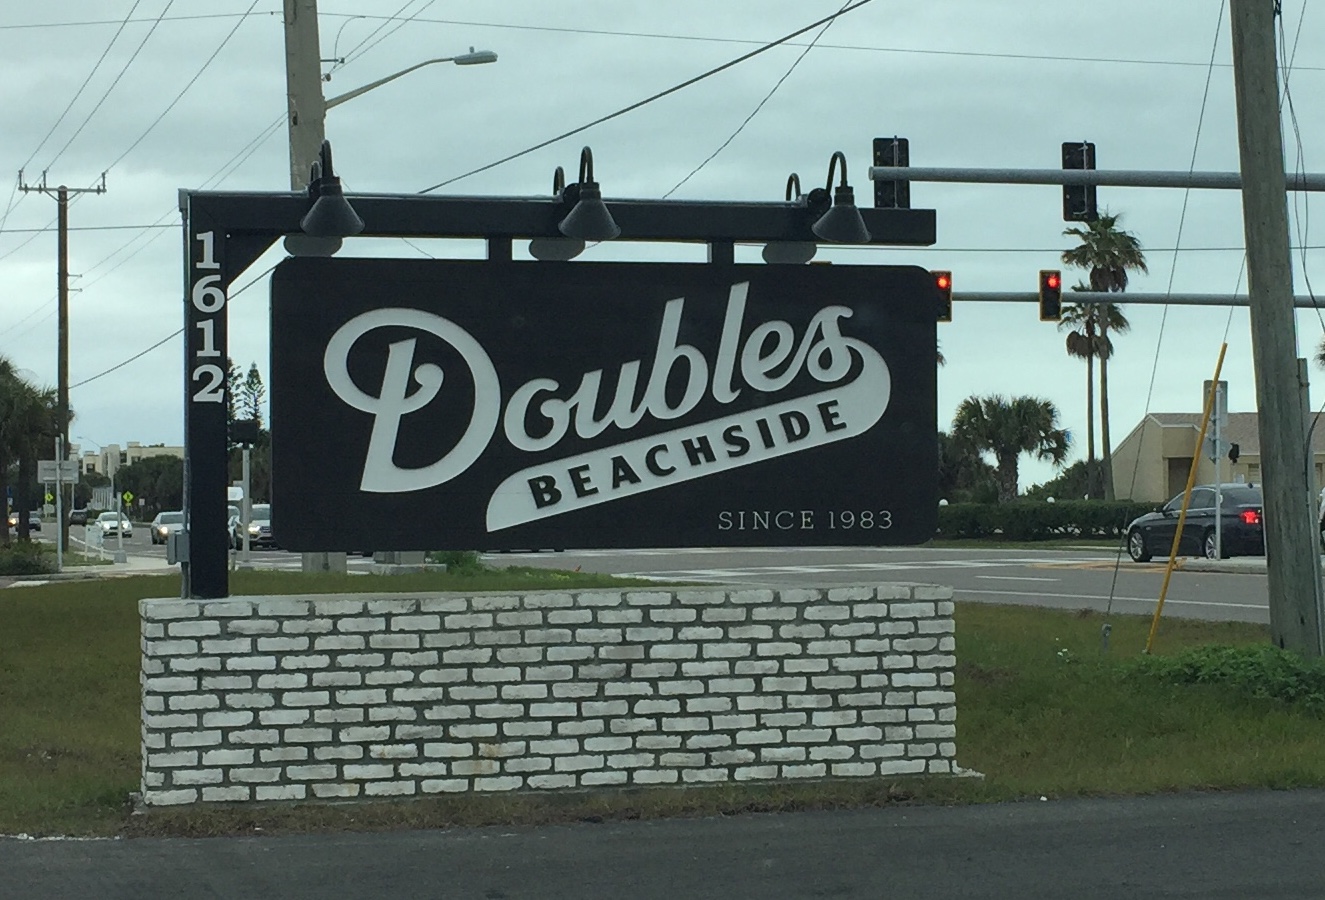 1612
Doubles
BEACHSIDE
SINCE 1983